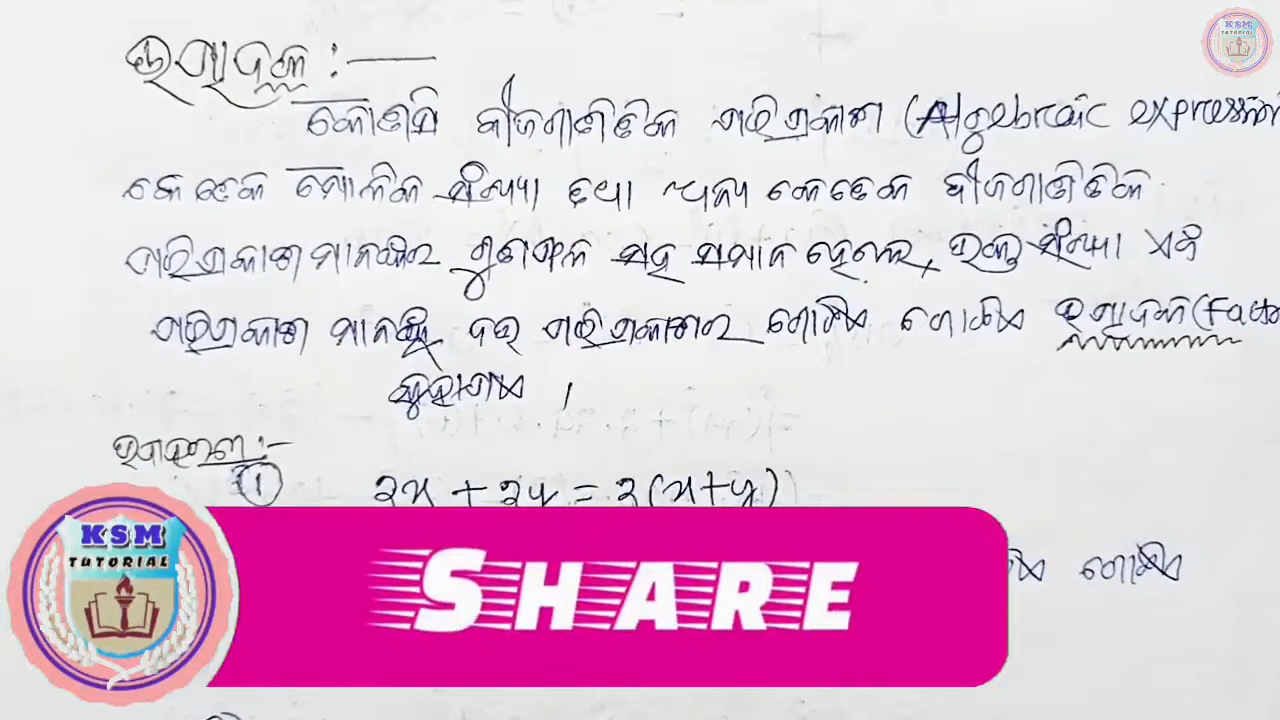 ଉତ୍ପାଦକ :—
କୌଣସି ବୀଜଗାଣିତିକ ପରିପ୍ରକାଶ (Algebraic expression
କେତେକ ମୌଳିକ ସଂଖ୍ୟା ତଥା ଅନ୍ୟ କେତେକ ବୀଜଗାଣିତିକ
ପରିପ୍ରକାଶମାନଙ୍କର ଗୁଣଫଳ ସହ ସମାନ ହେଲେ, ଉକ୍ତ ସଂଖ୍ୟା ଏବଂ
ପରିପ୍ରକାଶ ମାନଙ୍କୁ ଦତ୍ତ ପରିପ୍ରକାଶର ଗୋଟିଏ ଗୋଟିଏ ଉତ୍ପାଦକ (Facto
କୁହାଯାଏ ।
ଉଦାହରଣ :—
①
2x + 2y = 2(x+y)
ଗୋଟିଏ
SHARE
KSM
TUTORIAL
KSM
TUTORIAL